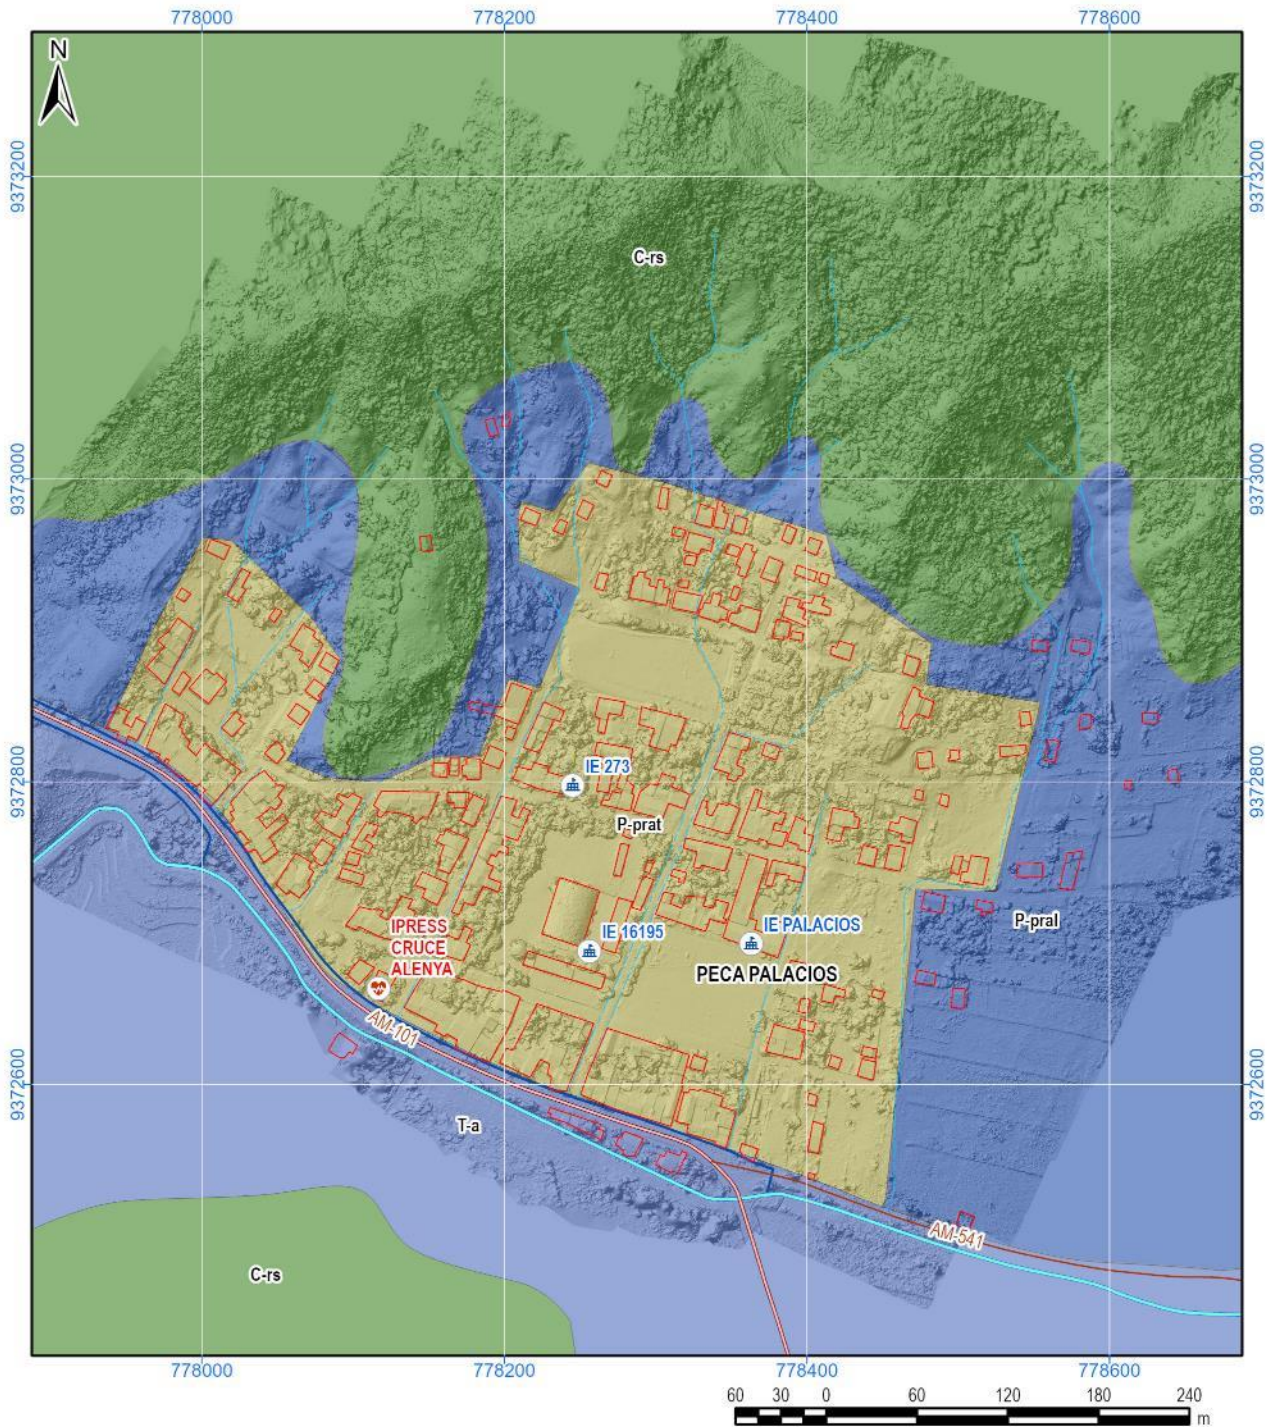 778000 778200 778400 778600
N
9373200 9373200
C-rs
9373000 9373000
9372800 9372800
IE 273
P-prat
IPRESS
CRUCE
ALENYA
IE 16195
IE PALACIOS
P-pral
PECA PALACIOS
AM-101
9372600 9372600
T-a
AM-541
C-rs
778000 778200 778400 778600
60 30 0 60 120 180 240
m